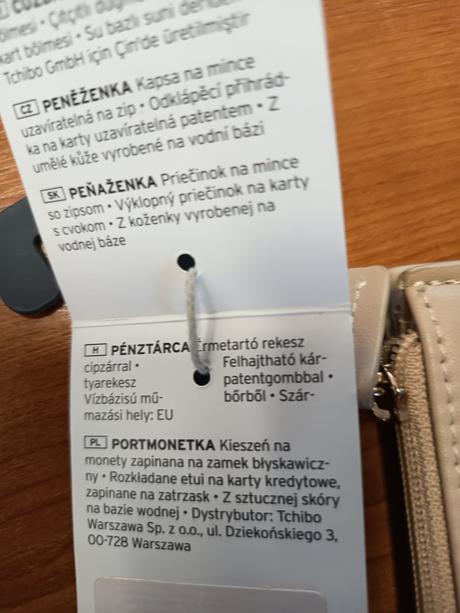 bölmesi • Çıtçıtlı
kart bölmesi • Su bazlı suni
Tchibo GmbH için Çin'de üretilmiştir
CZ PENĚŽENKA Kapsa na mince
uzavíratelná na zip • Odklápěcí přihrád-
ka na karty uzavíratelná patentem • Z
umělé kůže vyrobené na vodní bázi
SK PEŇAŽENKA Priečinok na mince
so zipsom • Výklopný priečinok na karty
s cvokom • Z koženky vyrobenej na
vodnej báze
H PÉNZTÁRCA Érmetartó rekesz
cipzárral • Felhajtható kár-
tyarekesz patentgombbal •
Vízbázisú mű- bőrből • Szár-
mazási hely: EU
PL PORTMONETKA Kieszeń na
monety zapinana na zamek błyskawicz-
ny • Rozkładane etui na karty kredytowe,
zapinane na zatrzask • Z sztucznej skóry
na bazie wodnej • Dystrybutor: Tchibo
Warszawa Sp. z o.o., ul. Dziekońskiego 3,
00-728 Warszawa